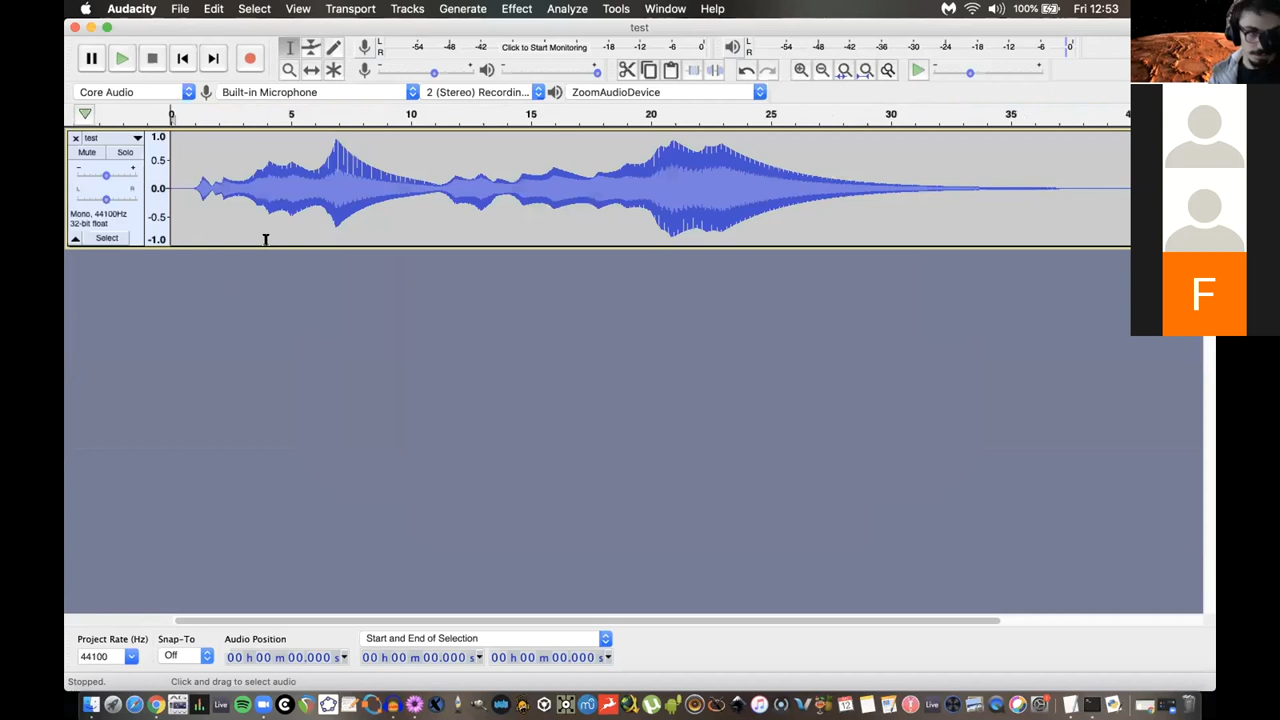 Audacity File Edit Select View Transport Tracks Generate Effect Analyze Tools Window Help 100% Fri 12:53
test
L R -54 -48 -42 Click to Start Monitoring -18 -12 -6 0 L R -54 -48 -42 -36 -30 -24 -18 -12 -6 0
- + - + - +
Core Audio Built-in Microphone 2 (Stereo) Recordin... ZoomAudioDevice
0 5 10 15 20 25 30 35
× test 1.0
Mute Solo
0.5
- +
0.0
L R
Mono, 44100Hz
32-bit float
-0.5
Select -1.0
F
Project Rate (Hz) Snap-To Audio Position Start and End of Selection
44100 Off 00 h 00 m 00.000 s 00 h 00 m 00.000 s 00 h 00 m 00.000 s
Stopped. Click and drag to select audio
Live Live